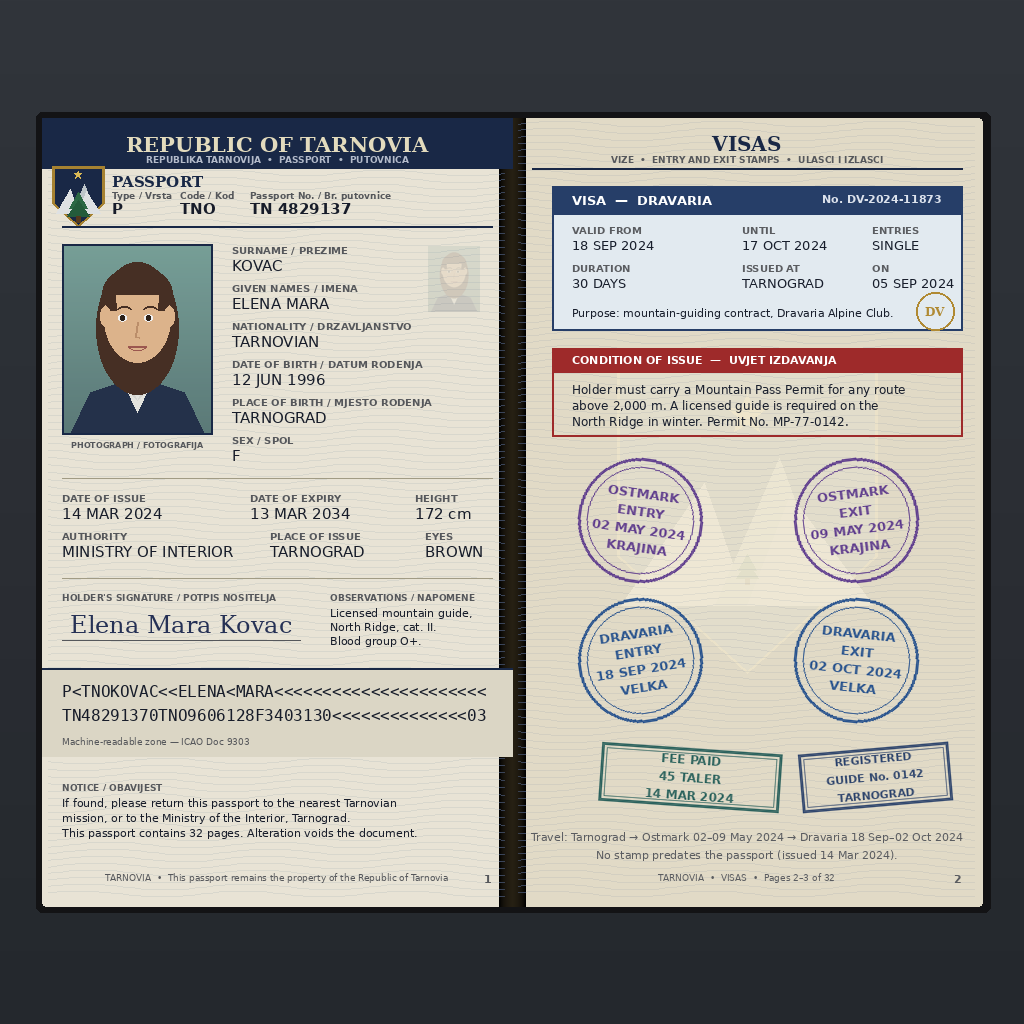 REPUBLIC OF TARNOVIA
REPUBLIKA TARNOVIJA • PASSPORT • PUTOVNICA
PASSPORT
Type / Vrsta Code / Kod Passport No. / Br. putovnice
P TNO TN 4829137
SURNAME / PREZIME
KOVAC
GIVEN NAMES / IMENA
ELENA MARA
NATIONALITY / DRZAVLJANSTVO
TARNOVIAN
DATE OF BIRTH / DATUM RODENJA
12 JUN 1996
PLACE OF BIRTH / MJESTO RODENJA
TARNOGRAD
SEX / SPOL
F
PHOTOGRAPH / FOTOGRAFIJA
DATE OF ISSUE DATE OF EXPIRY HEIGHT
14 MAR 2024 13 MAR 2034 172 cm
AUTHORITY PLACE OF ISSUE EYES
MINISTRY OF INTERIOR TARNOGRAD BROWN
HOLDER'S SIGNATURE / POTPIS NOSITELJA
Elena Mara Kovac
OBSERVATIONS / NAPOMENE
Licensed mountain guide,
North Ridge, cat. II.
Blood group O+.
P<TNOKOVAC<<ELENA<MARA<<<<<<<<<<<<<<<<<<<<<<
TN48291370TNO9606128F3403130<<<<<<<<<<<<<<03
Machine-readable zone — ICAO Doc 9303
NOTICE / OBAVIJEST
If found, please return this passport to the nearest Tarnovian
mission, or to the Ministry of the Interior, Tarnograd.
This passport contains 32 pages. Alteration voids the document.
TARNOVIA • This passport remains the property of the Republic of Tarnovia 1
VISAS
VIZE • ENTRY AND EXIT STAMPS • ULASCI I IZLASCI
VISA — DRAVARIA No. DV-2024-11873
VALID FROM UNTIL ENTRIES
18 SEP 2024 17 OCT 2024 SINGLE
DURATION ISSUED AT ON
30 DAYS TARNOGRAD 05 SEP 2024
Purpose: mountain-guiding contract, Dravaria Alpine Club.
DV
CONDITION OF ISSUE — UVJET IZDAVANJA
Holder must carry a Mountain Pass Permit for any route
above 2,000 m. A licensed guide is required on the
North Ridge in winter. Permit No. MP-77-0142.
OSTMARK
ENTRY
02 MAY 2024
KRAJINA
OSTMARK
EXIT
09 MAY 2024
KRAJINA
DRAVARIA
ENTRY
18 SEP 2024
VELKA
DRAVARIA
EXIT
02 OCT 2024
VELKA
FEE PAID
45 TALER
14 MAR 2024
REGISTERED
GUIDE No. 0142
TARNOGRAD
Travel: Tarnograd → Ostmark 02–09 May 2024 → Dravaria 18 Sep–02 Oct 2024
No stamp predates the passport (issued 14 Mar 2024).
TARNOVIA • VISAS • Pages 2–3 of 32 2